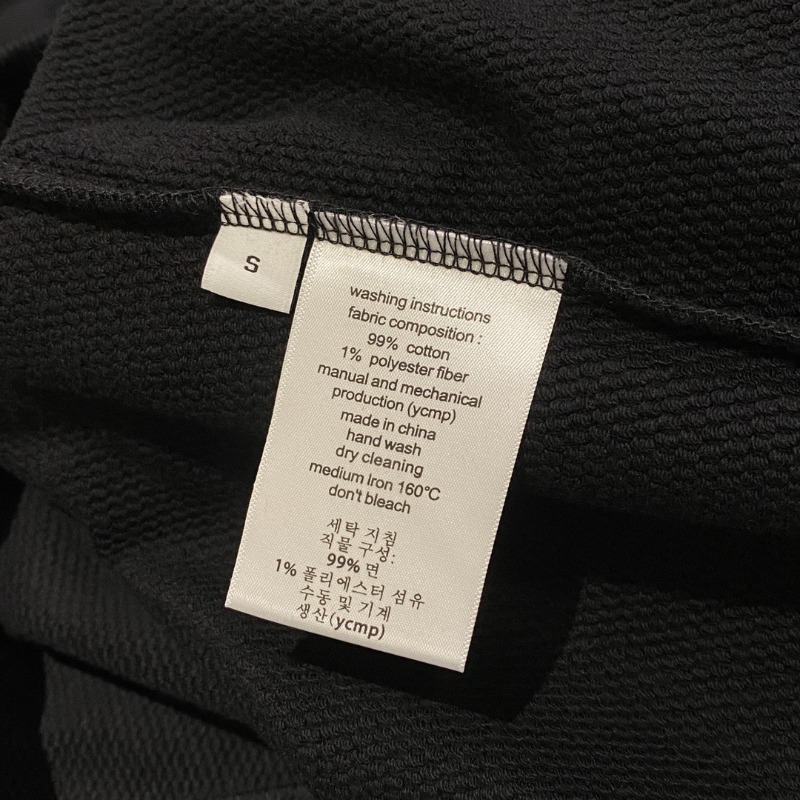 S
washing instructions
fabric composition :
99% cotton
1% polyester fiber
manual and mechanical
production (ycmp)
made in china
hand wash
dry cleaning
medium Iron 160°C
don't bleach
세탁 지침
직물 구성:
99% 면
1% 폴리에스터 섬유
수동 및 기계
생산(ycmp)